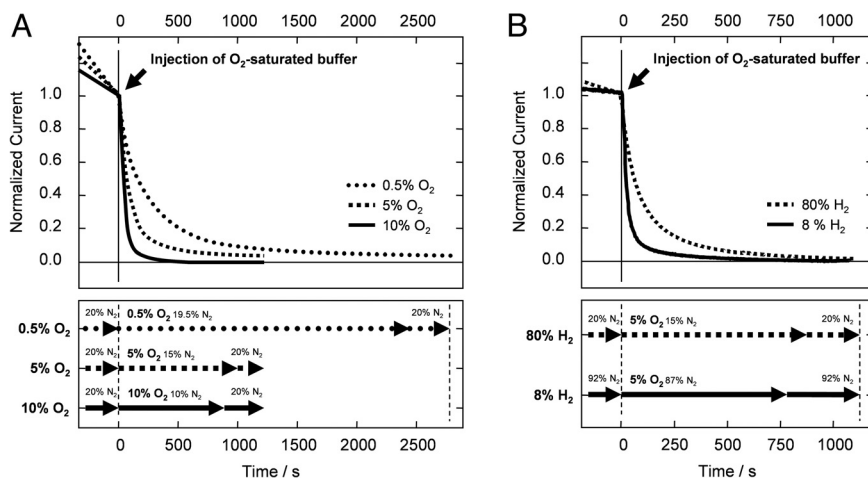 A
0 500 1000 1500 2000 2500
Injection of O₂-saturated buffer
Normalized Current
1.0
0.8
0.6
0.4
0.2
0.0
0.5% O₂
5% O₂
10% O₂
20% N₂ 0.5% O₂ 19.5% N₂ 20% N₂
0.5% O₂
20% N₂ 5% O₂ 15% N₂ 20% N₂
5% O₂
20% N₂ 10% O₂ 10% N₂ 20% N₂
10% O₂
0 500 1000 1500 2000 2500
Time / s
B
0 250 500 750 1000
Injection of O₂-saturated buffer
Normalized Current
1.0
0.8
0.6
0.4
0.2
0.0
80% H₂
8 % H₂
20% N₂ 5% O₂ 15% N₂ 20% N₂
80% H₂
92% N₂ 5% O₂ 87% N₂ 92% N₂
8% H₂
0 250 500 750 1000
Time / s